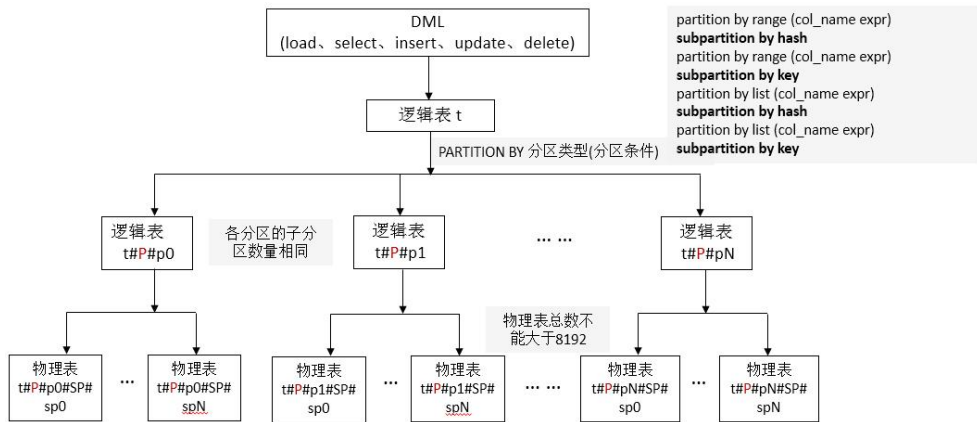 DML
(load、select、insert、update、delete)
partition by range (col_name expr)
subpartition by hash
partition by range (col_name expr)
subpartition by key
partition by list (col_name expr)
subpartition by hash
partition by list (col_name expr)
subpartition by key
逻辑表 t
PARTITION BY 分区类型(分区条件)
逻辑表
t#P#p0
各分区的子分
区数量相同
逻辑表
t#P#p1
... ...
逻辑表
t#P#pN
物理表总数不
能大于8192
物理表
t#P#p0#SP#
sp0
...
物理表
t#P#p0#SP#
spN
物理表
t#P#p1#SP#
sp0
...
物理表
t#P#p1#SP#
spN
... ...
物理表
t#P#pN#SP#
sp0
...
物理表
t#P#pN#SP#
spN